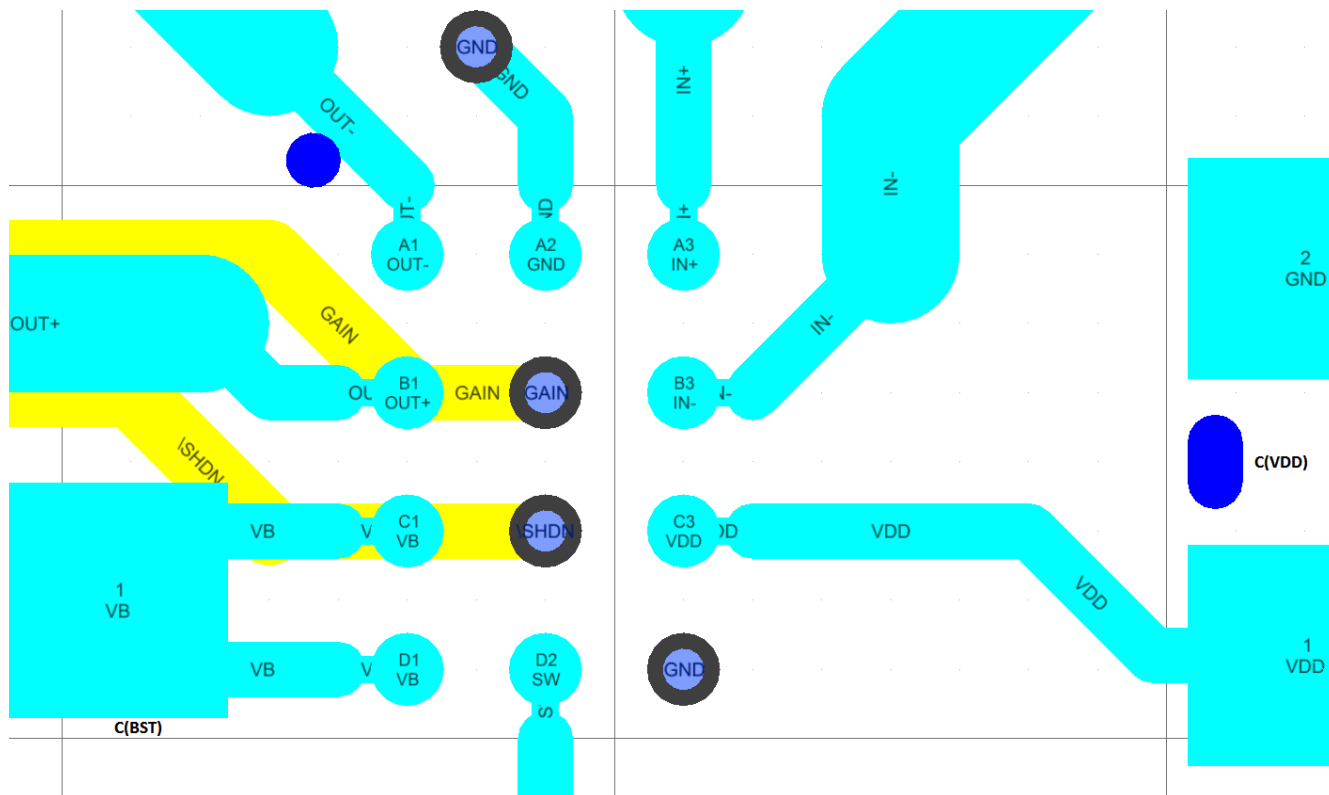 GND
GND
OUT-
IN+
IN-
A1
OUT-
A2
GND
A3
IN+
2
GND
GAIN
OUT+
IN-
B1
OUT+
GAIN
GAIN
B3
IN-
\SHDN
C(VDD)
VB
C1
VB
\SHDN
C3
VDD
VDD
1
VB
VDD
VB
D1
VB
D2
SW
GND
1
VDD
C(BST)